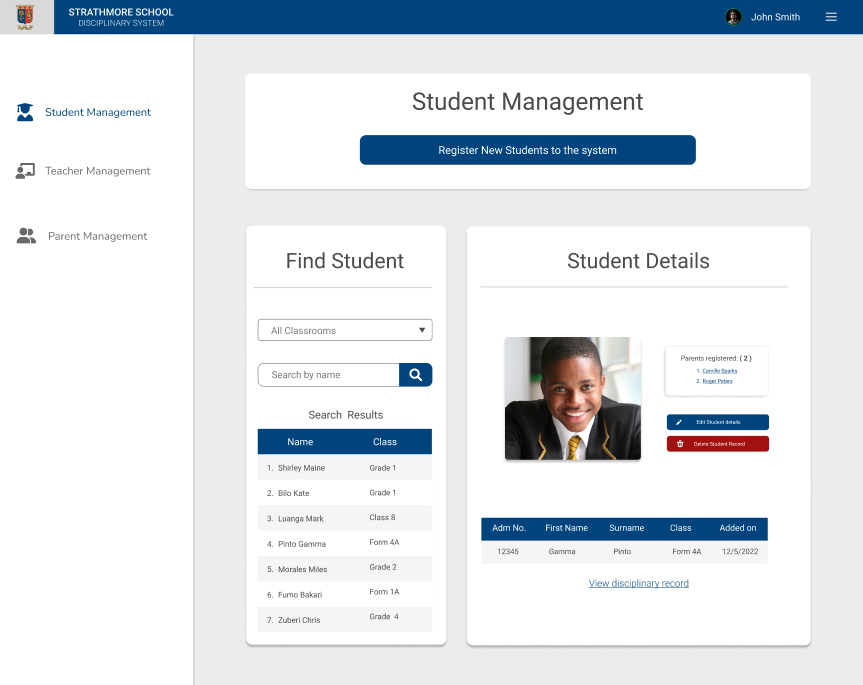 STRATHMORE SCHOOL
DISCIPLINARY SYSTEM
John Smith
Student Management
Teacher Management
Parent Management
Student Management
Register New Students to the system
Find Student
All Classrooms
Search by name
Search Results
Name Class
1. Shirley Maine Grade 1
2. Bilo Kate Grade 1
3. Luanga Mark Class 8
4. Pinto Gamma Form 4A
5. Morales Miles Grade 2
6. Fumo Bakari Form 1A
7. Zuberi Chris Grade 4
Student Details
Parents registered: ( 2 )
1. Camille Sparks
2. Roger Peters
Edit Student details
Delete Student Record
Adm No. First Name Surname Class Added on
12345 Gamma Pinto Form 4A 12/5/2022
View disciplinary record